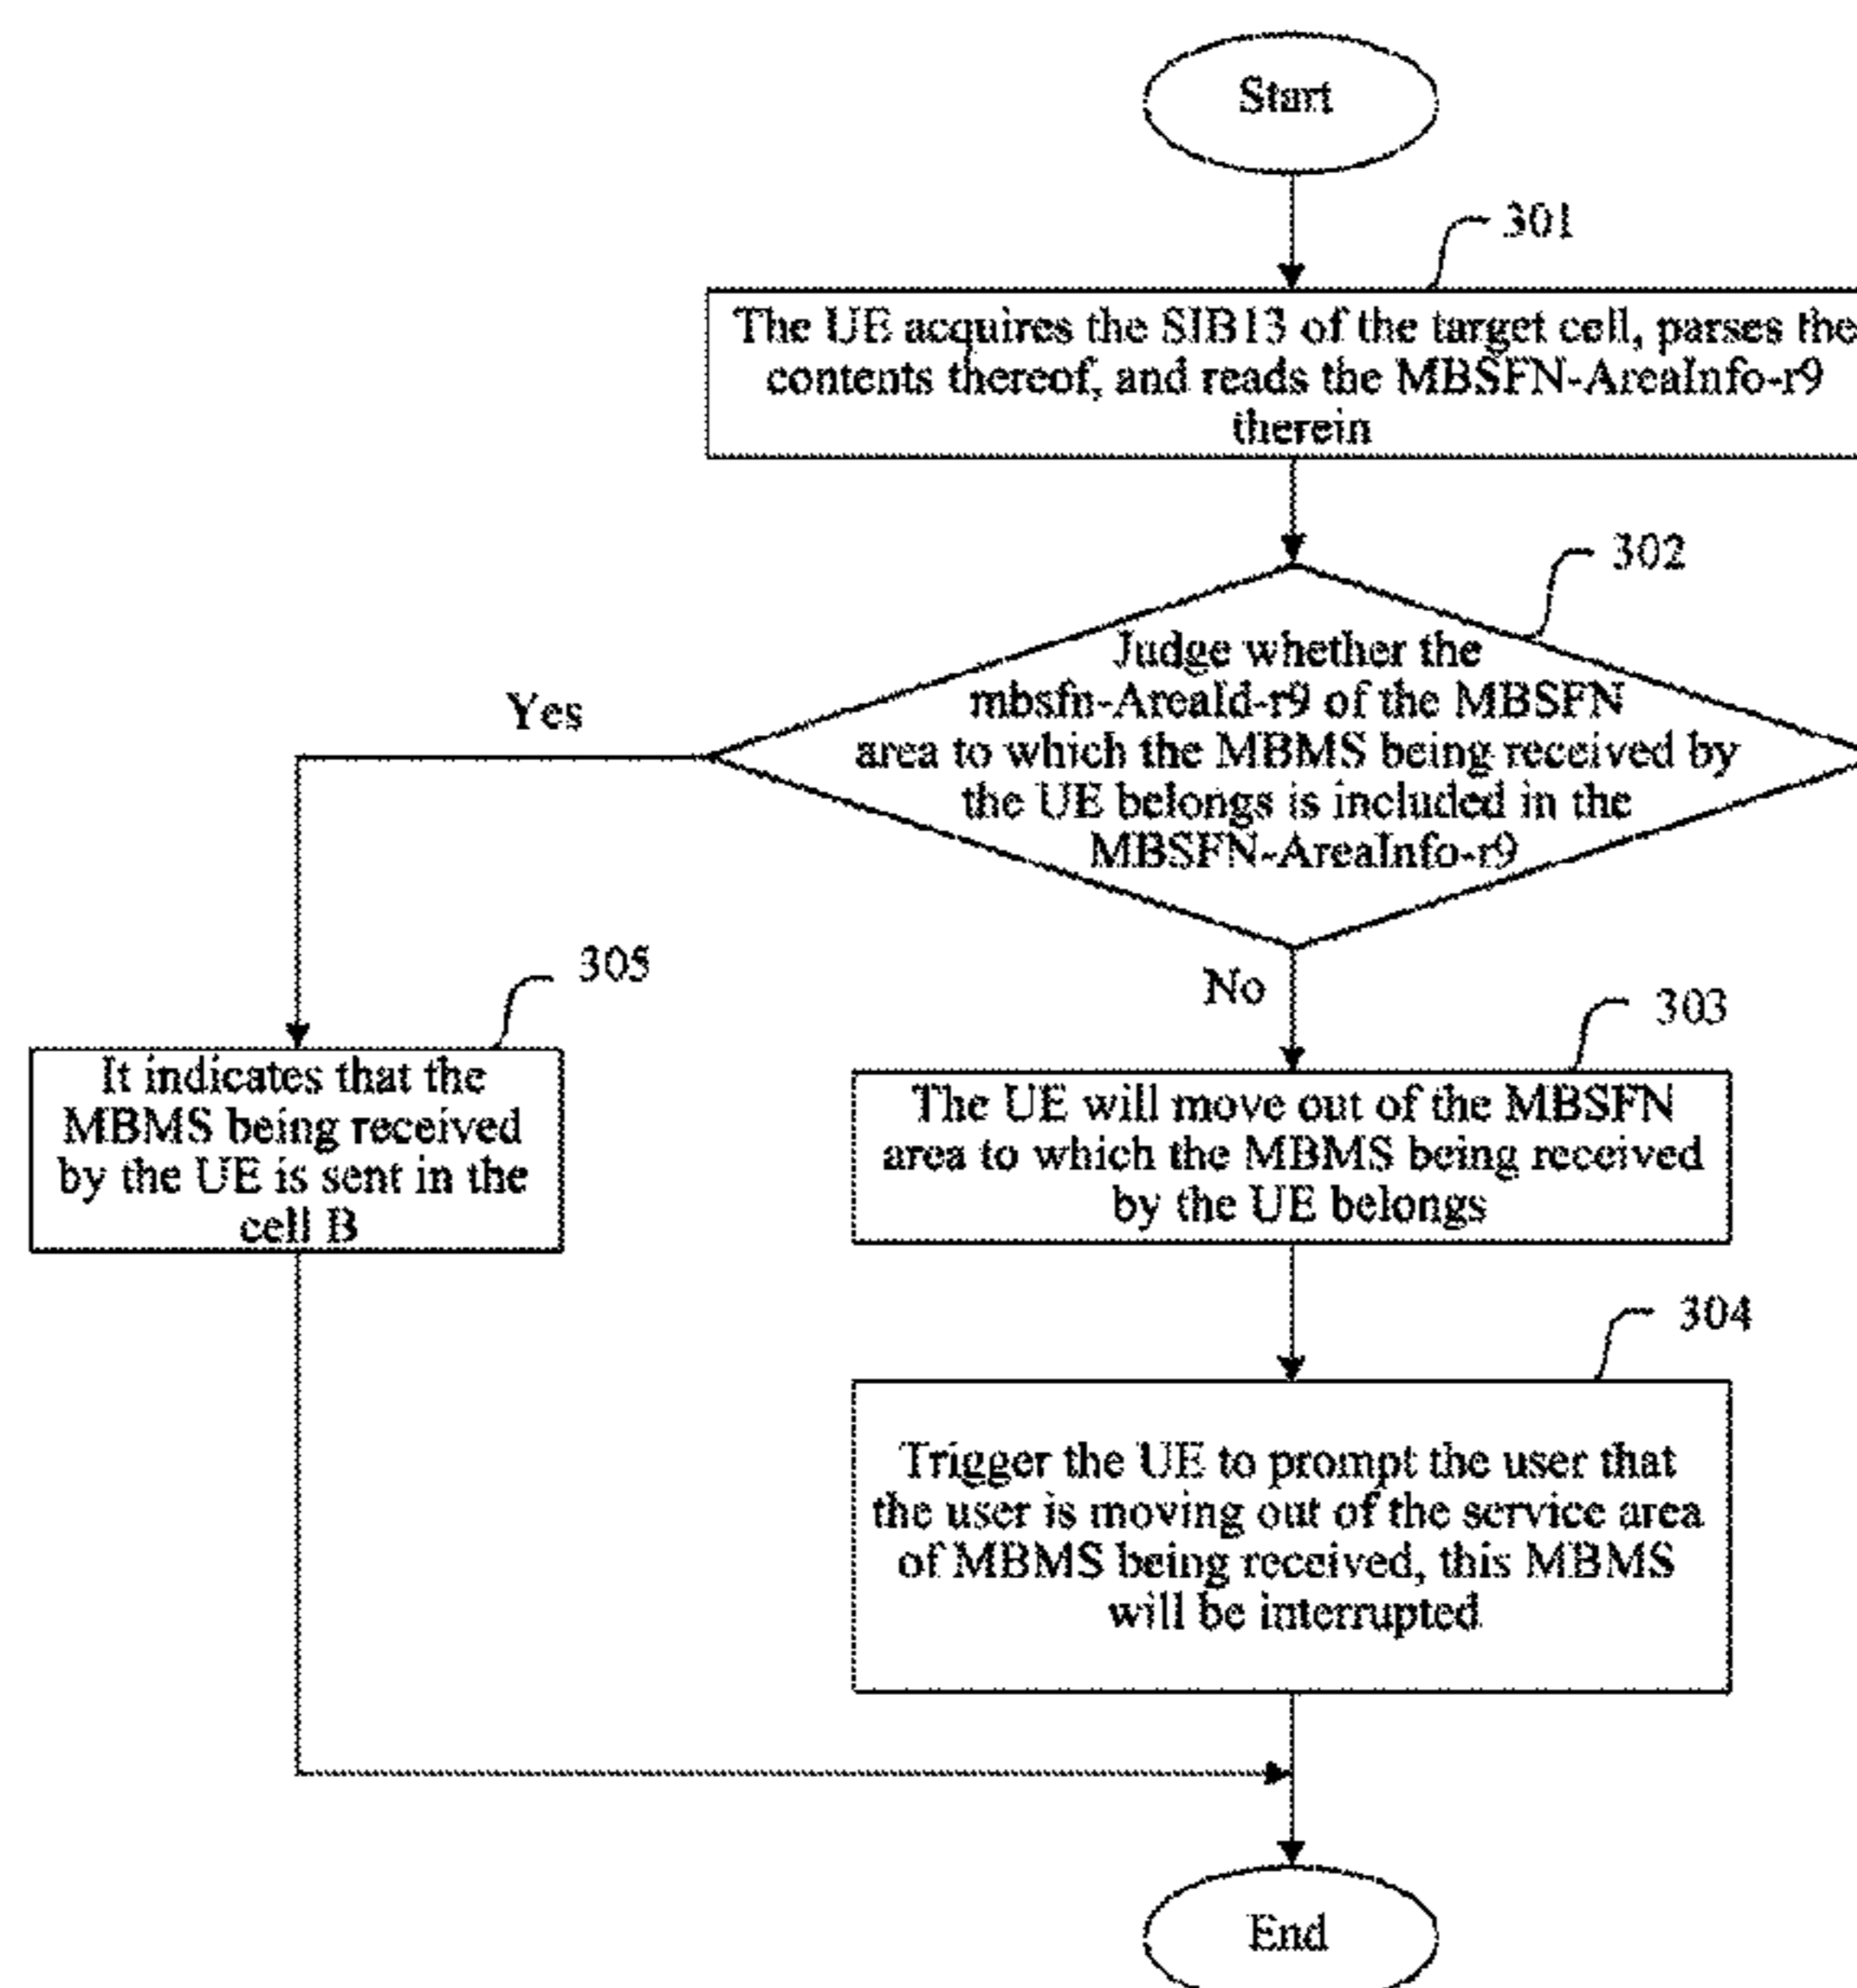 Start
301
The UE acquires the SIB13 of the target cell, parses the
contents thereof, and reads the MBSFN-AreaInfo-r9
therein
302
Judge whether the
mbsfn-AreaId-r9 of the MBSFN
area to which the MBMS being received by
the UE belongs is included in the
MBSFN-AreaInfo-r9
Yes
No
305
It indicates that the
MBMS being received
by the UE is sent in the
cell B
303
The UE will move out of the MBSFN
area to which the MBMS being received
by the UE belongs
304
Trigger the UE to prompt the user that
the user is moving out of the service area
of MBMS being received, this MBMS
will be interrupted
End